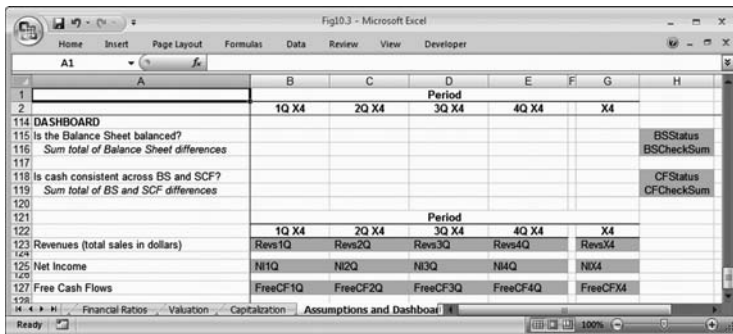 Fig10.3 - Microsoft Excel
Home Insert Page Layout Formulas Data Review View Developer
A1 fx
A B C D E F G H
1 Period
2 1Q X4 2Q X4 3Q X4 4Q X4 X4
114 DASHBOARD
115 Is the Balance Sheet balanced? BSStatus
116 Sum total of Balance Sheet differences BSCheckSum
117
118 Is cash consistent across BS and SCF? CFStatus
119 Sum total of BS and SCF differences CFCheckSum
120
121 Period
122 1Q X4 2Q X4 3Q X4 4Q X4 X4
123 Revenues (total sales in dollars) Revs1Q Revs2Q Revs3Q Revs4Q RevsX4
124
125 Net Income NI1Q NI2Q NI3Q NI4Q NIX4
126
127 Free Cash Flows FreeCF1Q FreeCF2Q FreeCF3Q FreeCF4Q FreeCFX4
128
Financial Ratios Valuation Capitalization Assumptions and Dashboar
Ready 100%